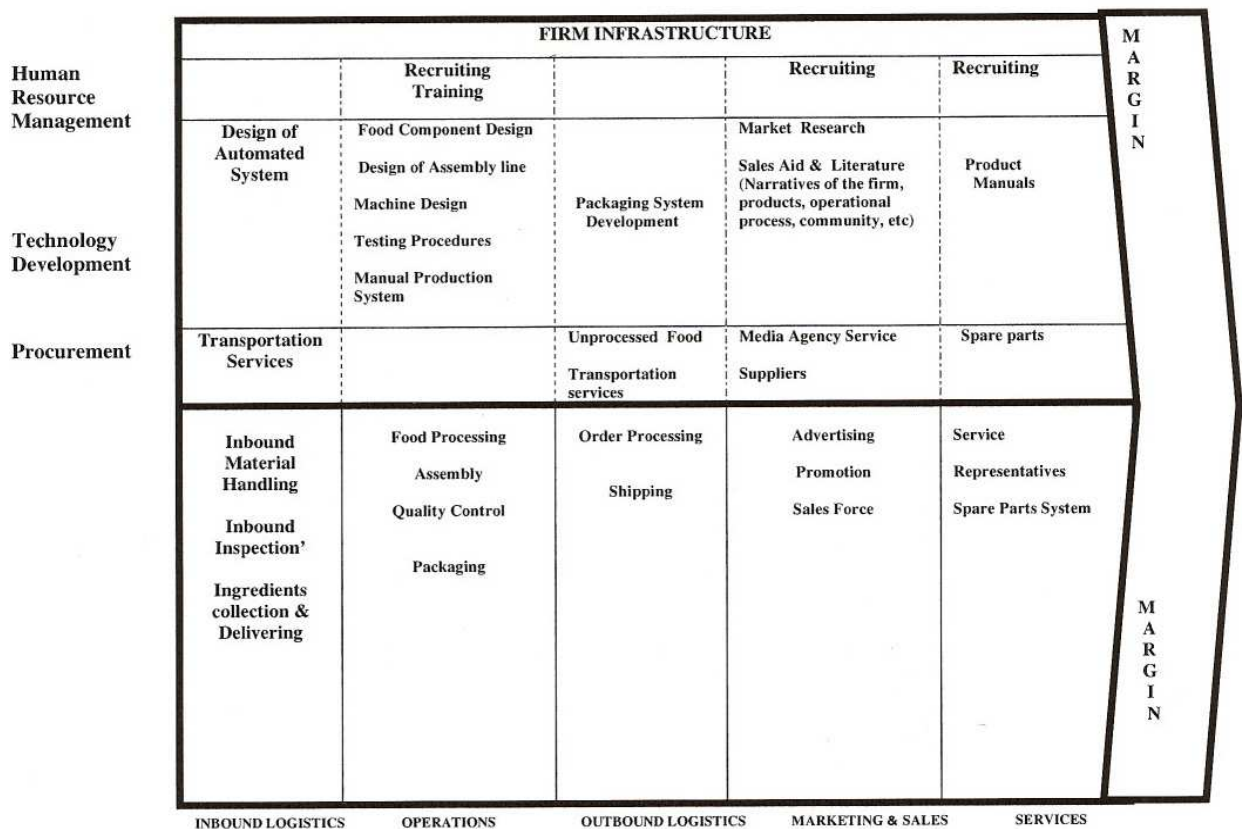 FIRM INFRASTRUCTURE
Human
Resource
Management
Recruiting
Training
Recruiting
Recruiting
Technology
Development
Design of
Automated
System
Food Component Design
Design of Assembly line
Machine Design
Testing Procedures
Manual Production
System
Packaging System
Development
Market Research
Sales Aid & Literature
(Narratives of the firm,
products, operational
process, community, etc)
Product
Manuals
Procurement
Transportation
Services
Unprocessed Food
Transportation
services
Media Agency Service
Suppliers
Spare parts
Inbound
Material
Handling
Inbound
Inspection’
Ingredients
collection &
Delivering
Food Processing
Assembly
Quality Control
Packaging
Order Processing
Shipping
Advertising
Promotion
Sales Force
Service
Representatives
Spare Parts System
M
A
R
G
I
N
M
A
R
G
I
N
INBOUND LOGISTICS
OPERATIONS
OUTBOUND LOGISTICS
MARKETING & SALES
SERVICES